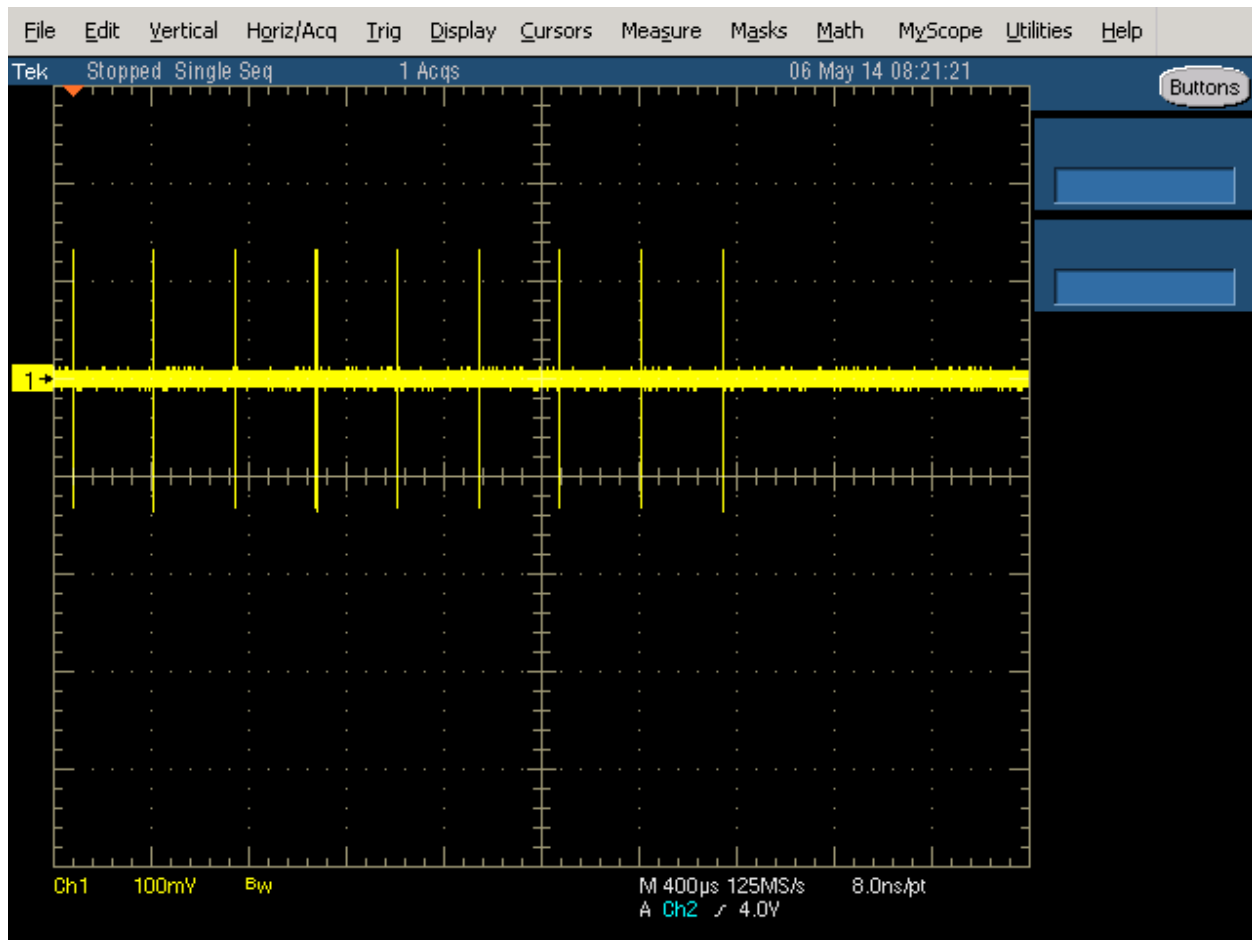 File Edit Vertical Horiz/Acq Trig Display Cursors Measure Masks Math MyScope Utilities Help
Tek Stopped Single Seq 1 Acqs 06 May 14 08:21:21
Buttons
1
Ch1 100mV BW M 400µs 125MS/s 8.0ns/pt
A Ch2 / 4.0V